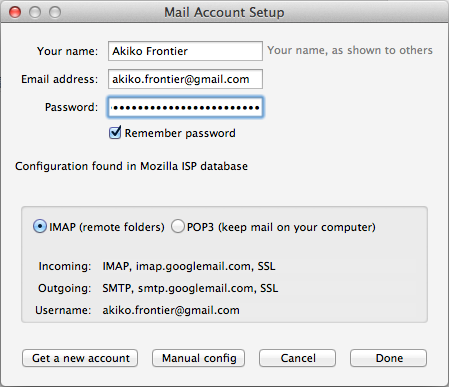 Mail Account Setup
Your name: Akiko Frontier Your name, as shown to others
Email address: akiko.frontier@gmail.com
Password: ••••••••••••••••••••••
Remember password
Configuration found in Mozilla ISP database
IMAP (remote folders) POP3 (keep mail on your computer)
Incoming: IMAP, imap.googlemail.com, SSL
Outgoing: SMTP, smtp.googlemail.com, SSL
Username: akiko.frontier@gmail.com
Get a new account Manual config Cancel Done